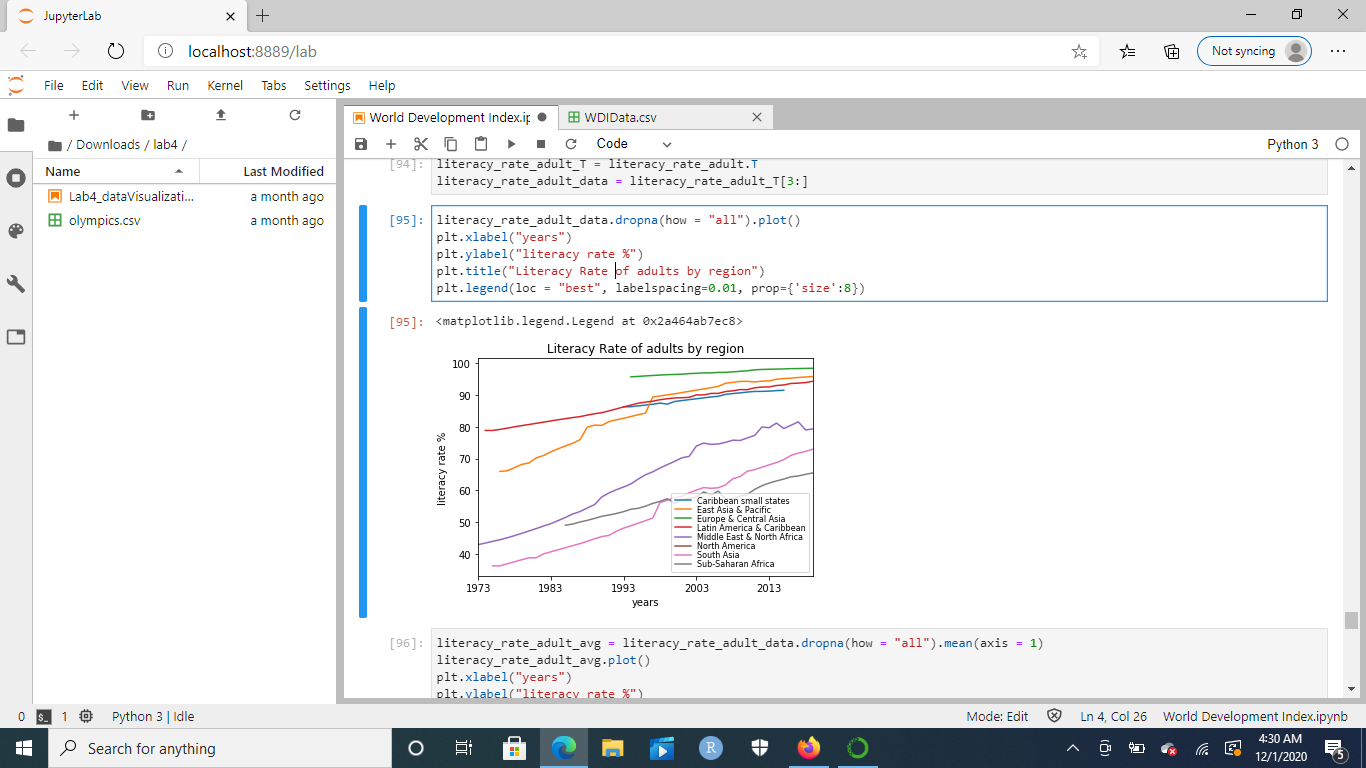 JupyterLab
localhost:8889/lab
Not syncing
File Edit View Run Kernel Tabs Settings Help
/ Downloads / lab4 /
Name Last Modified
Lab4_dataVisualizati... a month ago
olympics.csv a month ago
World Development Index.ip
WDIData.csv
Code
Python 3
[94]: literacy_rate_adult_T = literacy_rate_adult.T
literacy_rate_adult_data = literacy_rate_adult_T[3:]
[95]: literacy_rate_adult_data.dropna(how = "all").plot()
plt.xlabel("years")
plt.ylabel("literacy rate %")
plt.title("Literacy Rate of adults by region")
plt.legend(loc = "best", labelspacing=0.01, prop={'size':8})
[95]: <matplotlib.legend.Legend at 0x2a464ab7ec8>
Literacy Rate of adults by region
100
90
80
70
60
50
40
literacy rate %
Caribbean small states
East Asia & Pacific
Europe & Central Asia
Latin America & Caribbean
Middle East & North Africa
North America
South Asia
Sub-Saharan Africa
1973 1983 1993 2003 2013
years
[96]: literacy_rate_adult_avg = literacy_rate_adult_data.dropna(how = "all").mean(axis = 1)
literacy_rate_adult_avg.plot()
plt.xlabel("years")
plt.ylabel("literacy rate %")
0 1 Python 3 | Idle
Mode: Edit Ln 4, Col 26 World Development Index.ipynb
Search for anything
R
4:30 AM
12/1/2020
5